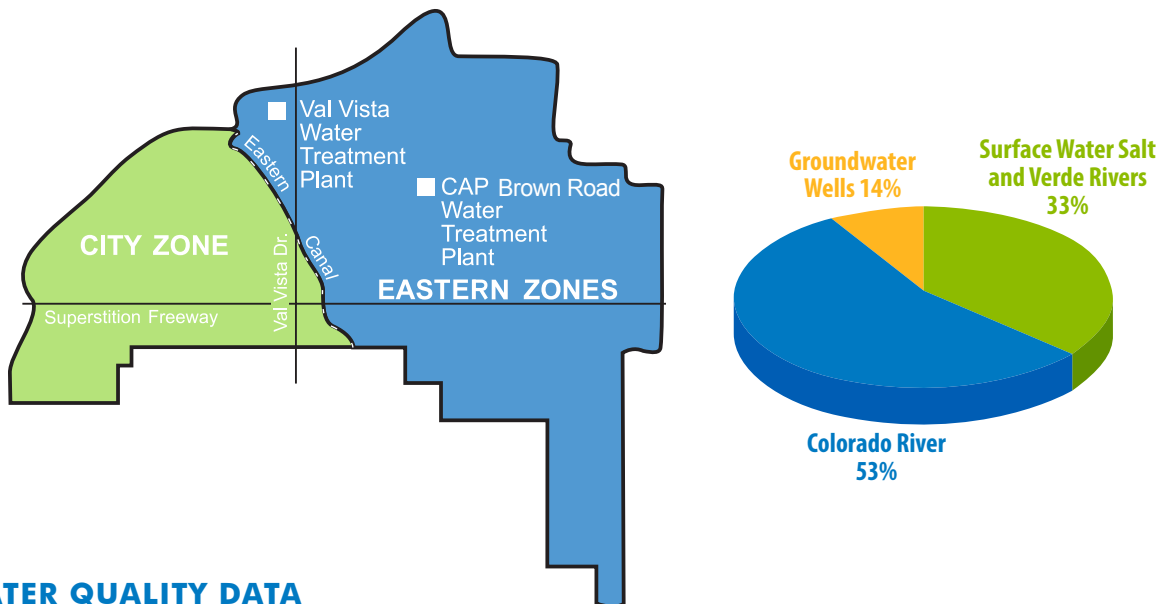 Val Vista
Water
Treatment
Plant
Eastern
Canal
CAP Brown Road
Water
Treatment
Plant
CITY ZONE
EASTERN ZONES
Val Vista Dr.
Superstition Freeway
Groundwater
Wells 14%
Surface Water Salt
and Verde Rivers
33%
Colorado River
53%
ATER QUALITY DATA